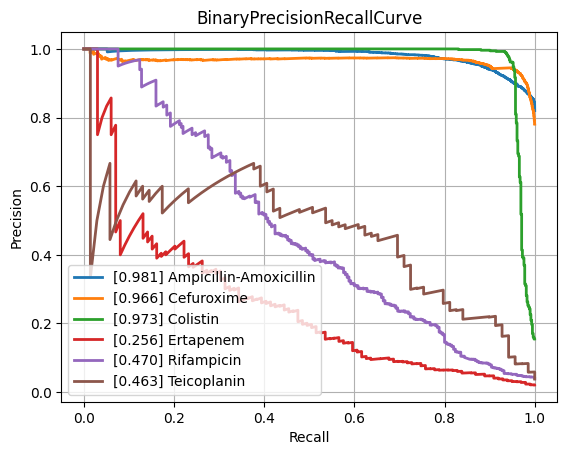 BinaryPrecisionRecallCurve
Precision
1.0
0.8
0.6
0.4
0.2
0.0
[0.981] Ampicillin-Amoxicillin
[0.966] Cefuroxime
[0.973] Colistin
[0.256] Ertapenem
[0.470] Rifampicin
[0.463] Teicoplanin
0.0 0.2 0.4 0.6 0.8 1.0
Recall